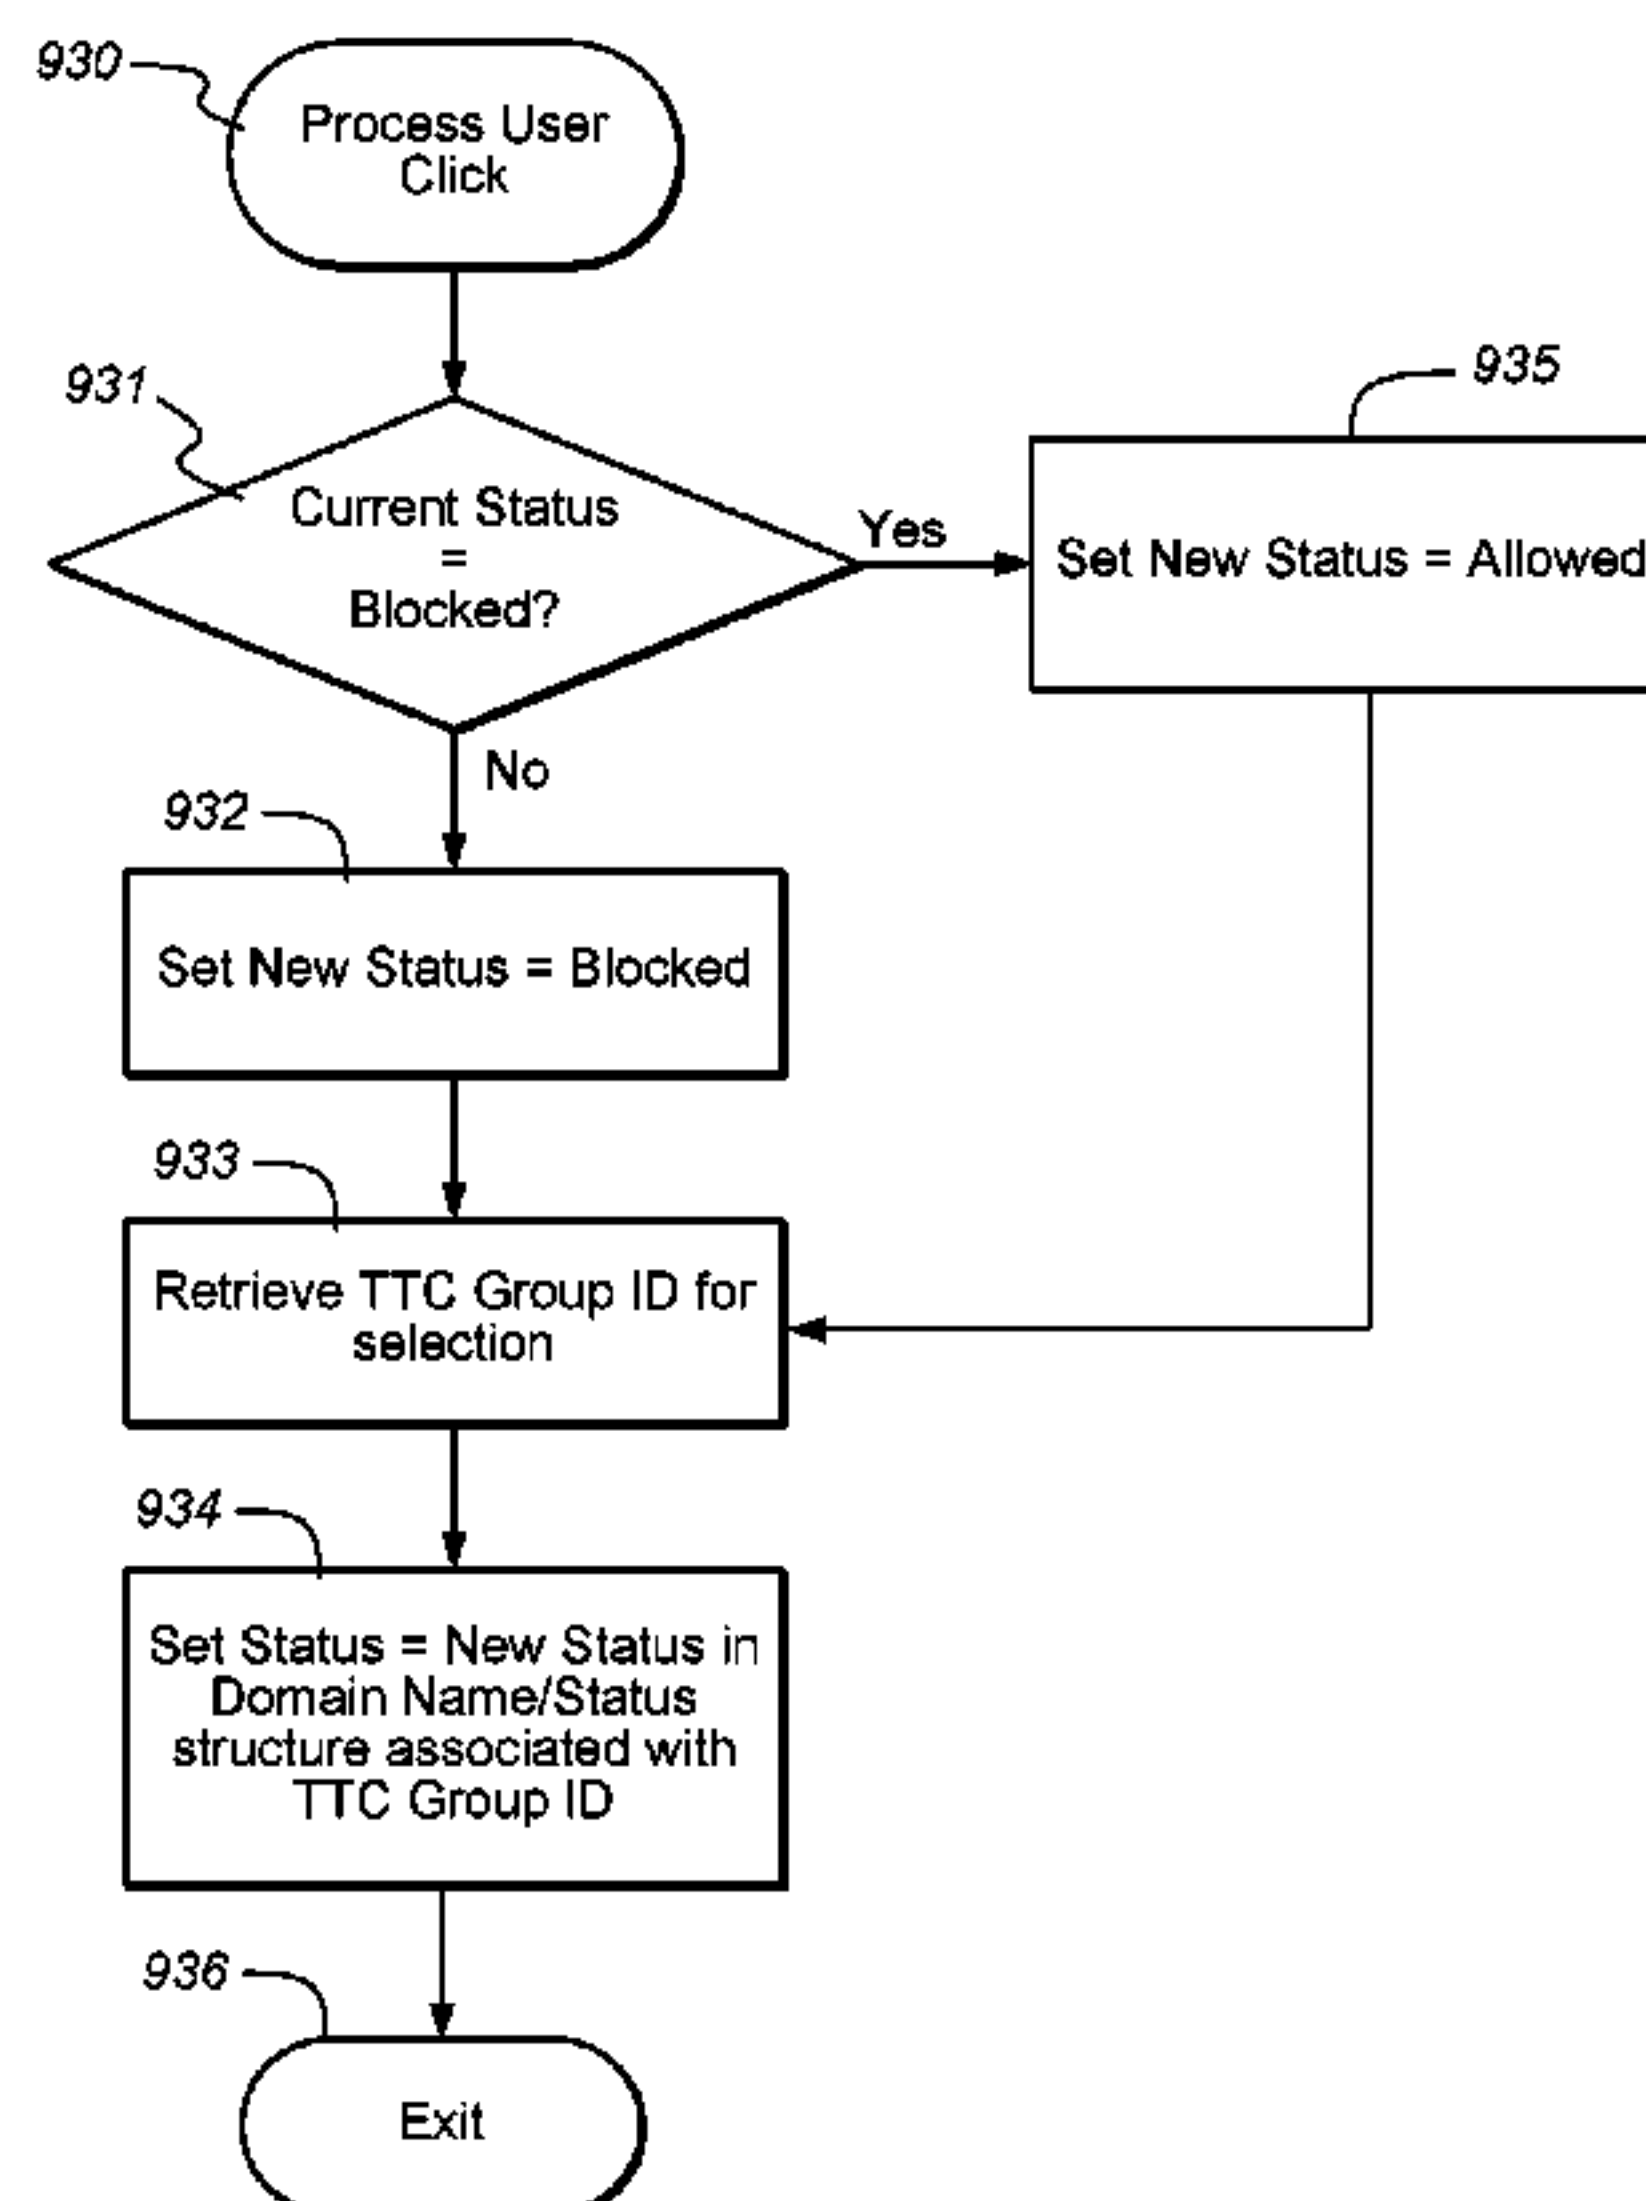 930
Process User
Click
931
Current Status
=
Blocked?
Yes
935
Set New Status = Allowed
No
932
Set New Status = Blocked
933
Retrieve TTC Group ID for
selection
934
Set Status = New Status in
Domain Name/Status
structure associated with
TTC Group ID
936
Exit